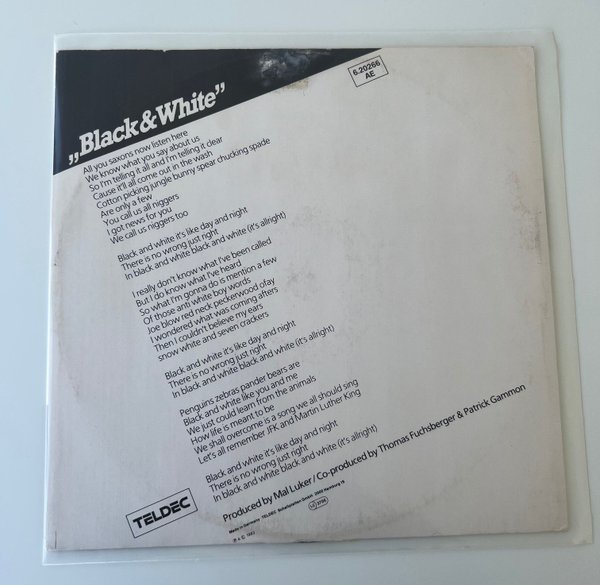 6.20266
AE
„Black&White”
All you saxons now listen here
We know what you say about us
So I'm telling it all and I'm telling it clear
Cause it'll all come out in the wash
Cotton picking jungle bunny spear chucking spade
Are only a few
You call us all niggers
I got news for you
We call us niggers too
Black and white it's like day and night
There is no wrong just right
In black and white black and white (it's allright)
I really don't know what I've been called
But I do know what I've heard
So what I'm gonna do is mention a few
Of those anti white boy words
Joe blow red neck peckerwood ofay
I wondered what was coming afters
Then I couldn't believe my ears
snow white and seven crackers
Black and white it's like day and night
There is no wrong just right
In black and white black and white (it's allright)
Penguins zebras pander bears are
Black and white like you and me
We just could learn from the animals
How life is meant to be
We shall overcome is a song we all should sing
Let's all remember JFK and Martin Luther King
Black and white it's like day and night
There is no wrong just right
In black and white black and white (it's allright)
Produced by Mal Luker / Co-produced by Thomas Fuchsberger & Patrick Gammon
TELDEC
Made in Germany TELDEC Schallplatten GmbH 2000 Hamburg 19